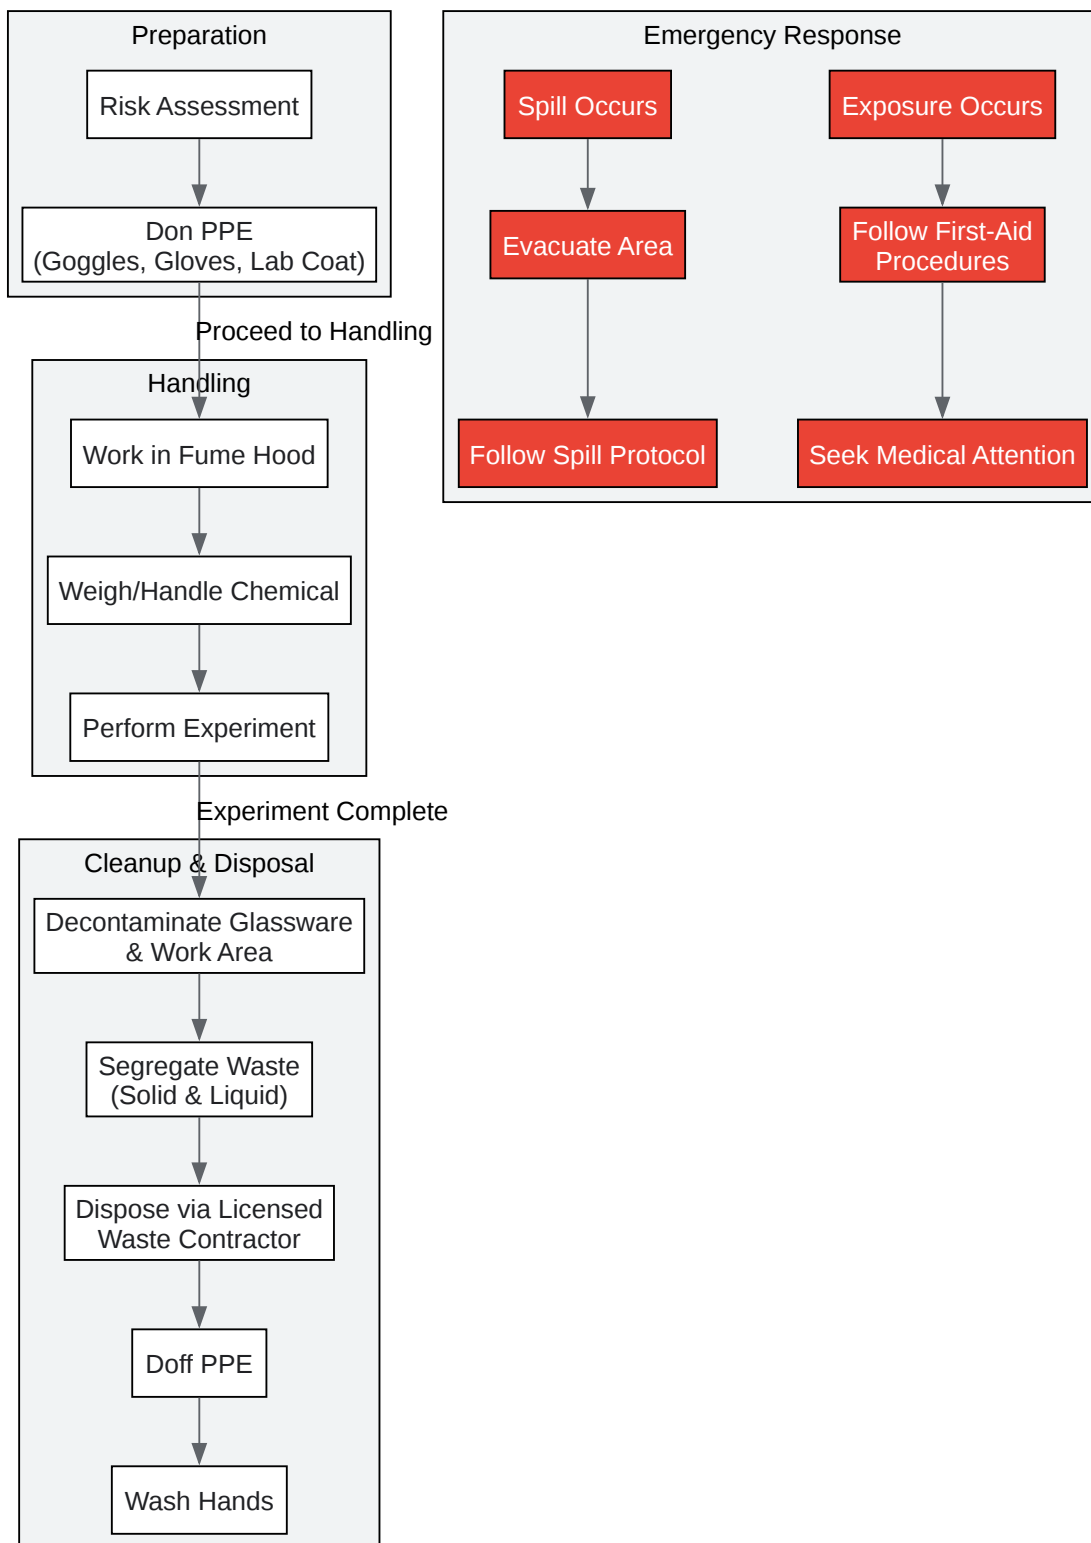 Preparation
Risk Assessment
Don PPE
(Goggles, Gloves, Lab Coat)
Proceed to Handling
Handling
Work in Fume Hood
Weigh/Handle Chemical
Perform Experiment
Experiment Complete
Cleanup & Disposal
Decontaminate Glassware
& Work Area
Segregate Waste
(Solid & Liquid)
Dispose via Licensed
Waste Contractor
Doff PPE
Wash Hands
Emergency Response
Spill Occurs
Evacuate Area
Follow Spill Protocol
Exposure Occurs
Follow First-Aid
Procedures
Seek Medical Attention